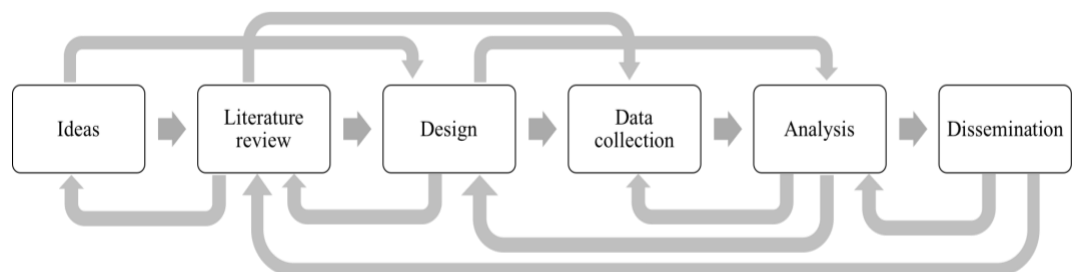 Ideas
Literature
review
Design
Data
collection
Analysis
Dissemination